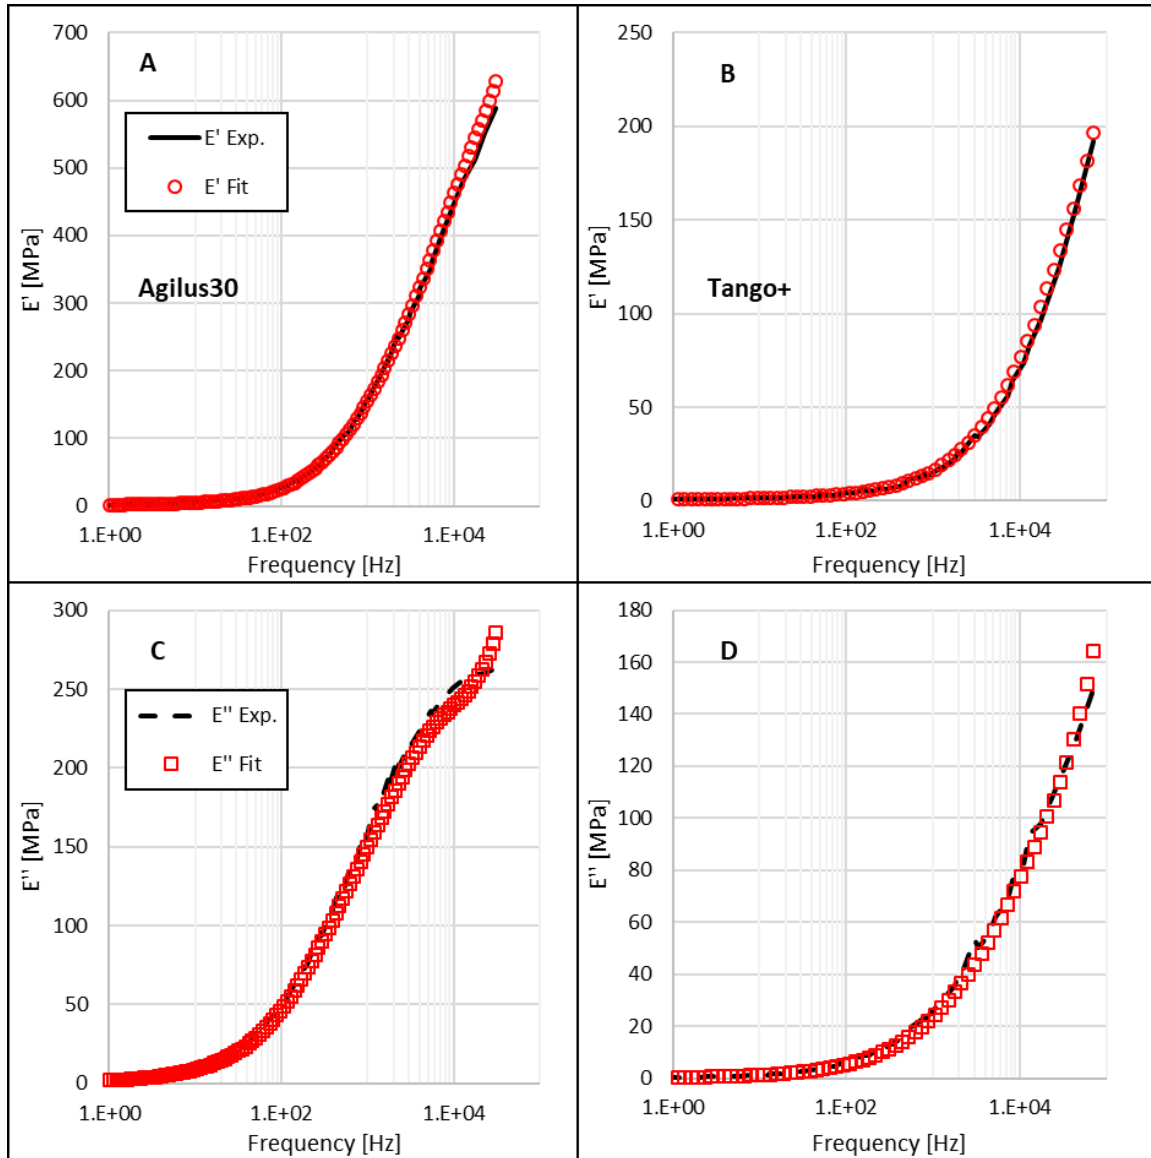 A
700
600
500
400
300
200
100
0
E' [MPa]
E' Exp.
E' Fit
Agilus30
1.E+00
1.E+02
1.E+04
Frequency [Hz]
B
250
200
150
100
50
0
E' [MPa]
Tango+
1.E+00
1.E+02
1.E+04
Frequency [Hz]
C
300
250
200
150
100
50
0
E'' [MPa]
E'' Exp.
E'' Fit
1.E+00
1.E+02
1.E+04
Frequency [Hz]
D
180
160
140
120
100
80
60
40
20
0
E'' [MPa]
1.E+00
1.E+02
1.E+04
Frequency [Hz]